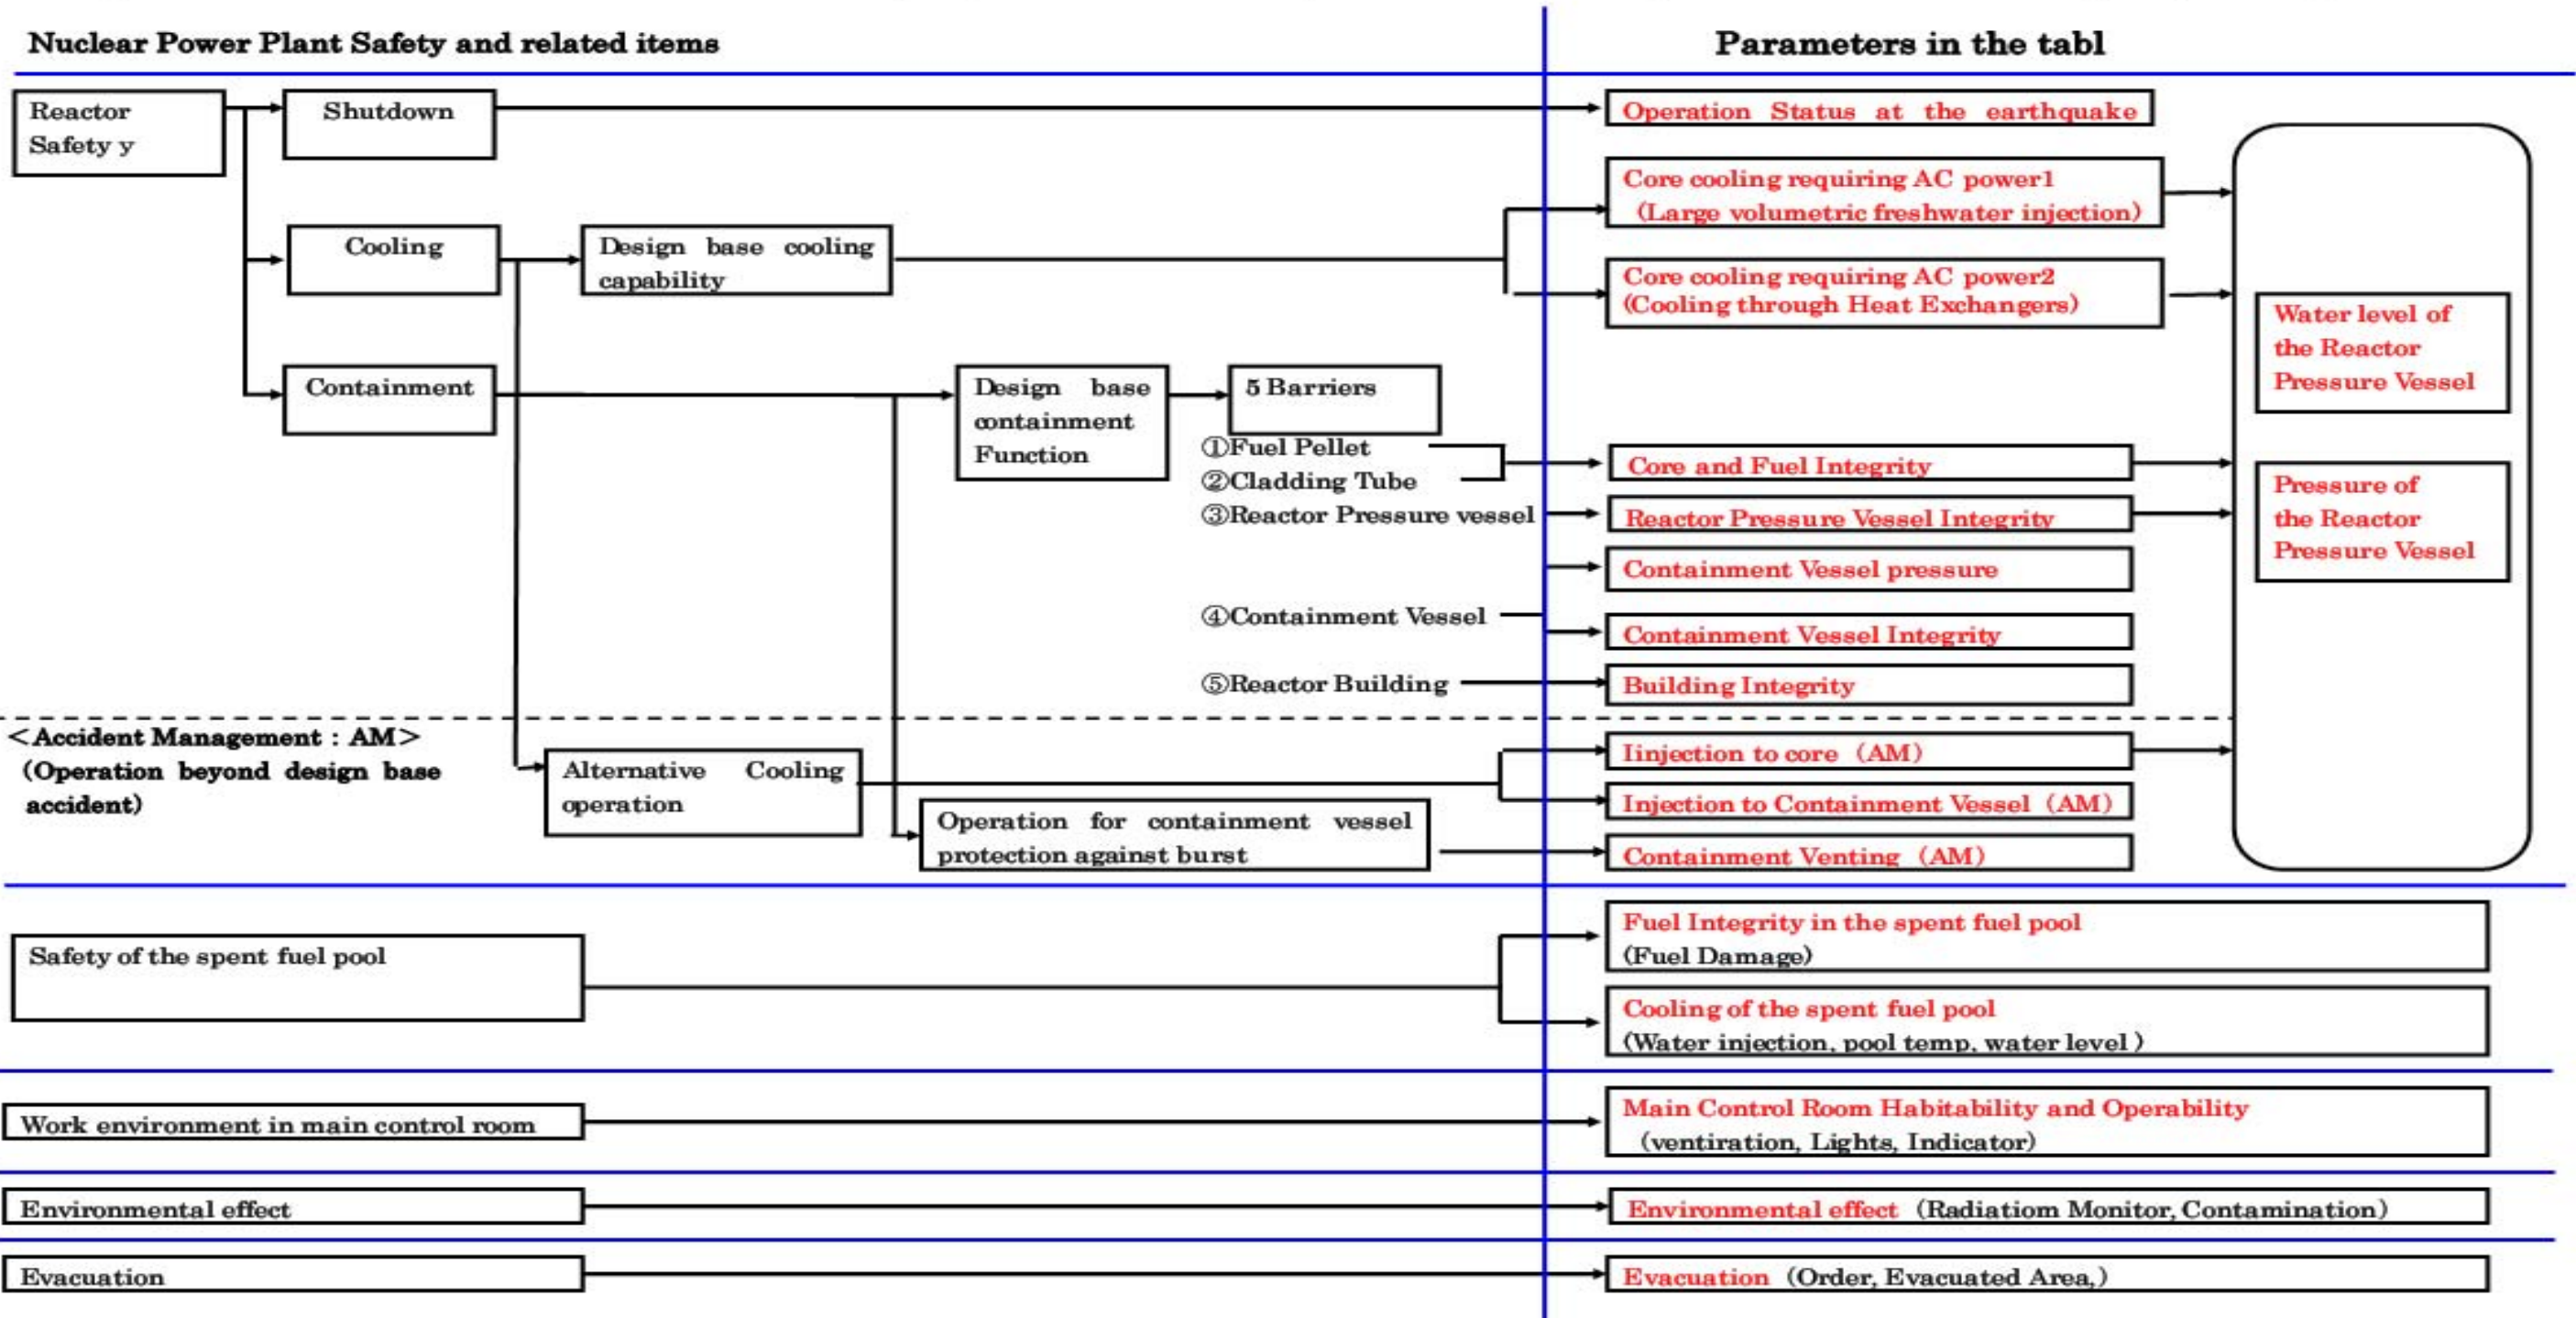 Nuclear Power Plant Safety and related items
Parameters in the tabl
Reactor
Safety y
Shutdown
Operation Status at the earthquake
Core cooling requiring AC power1
(Large volumetric freshwater injection)
Cooling
Design base cooling
capability
Core cooling requiring AC power2
(Cooling through Heat Exchangers)
Water level of
the Reactor
Pressure Vessel
Containment
Design base
containment
Function
5 Barriers
①Fuel Pellet
②Cladding Tube
③Reactor Pressure vessel
Core and Fuel Integrity
Reactor Pressure Vessel Integrity
Pressure of
the Reactor
Pressure Vessel
Containment Vessel pressure
④Containment Vessel
Containment Vessel Integrity
⑤Reactor Building
Building Integrity
<Accident Management : AM>
(Operation beyond design base
accident)
Alternative Cooling
operation
Iinjection to core (AM)
Injection to Containment Vessel (AM)
Operation for containment vessel
protection against burst
Containment Venting (AM)
Safety of the spent fuel pool
Fuel Integrity in the spent fuel pool
(Fuel Damage)
Cooling of the spent fuel pool
(Water injection, pool temp, water level )
Work environment in main control room
Main Control Room Habitability and Operability
(ventiration, Lights, Indicator)
Environmental effect
Environmental effect (Radiatiom Monitor, Contamination)
Evacuation
Evacuation (Order, Evacuated Area,)